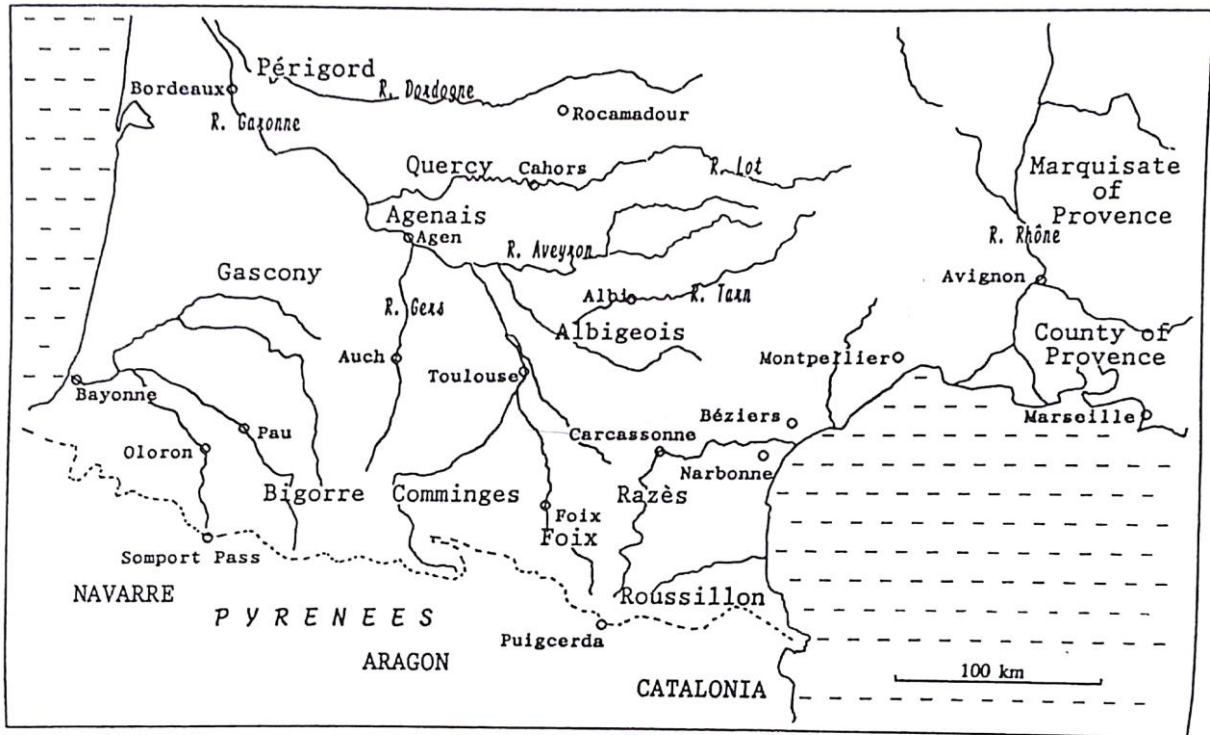 Périgord
Bordeaux
R. Dordogne
Rocamadour
R. Garonne
Quercy
Cahors
R. Lot
Marquisate
of
Provence
Agenais
Agen
R. Aveyron
R. Rhône
Gascony
Avignon
R. Gers
Albi
R. Tarn
Albigeois
County of
Provence
Auch
Toulouse
Montpellier
Bayonne
Béziers
Marseille
Pau
Carcassonne
Oloron
Narbonne
Bigorre
Comminges
Razès
Foix
Foix
Somport Pass
NAVARRE
Roussillon
PYRENEES
Puigcerda
ARAGON
100 km
CATALONIA